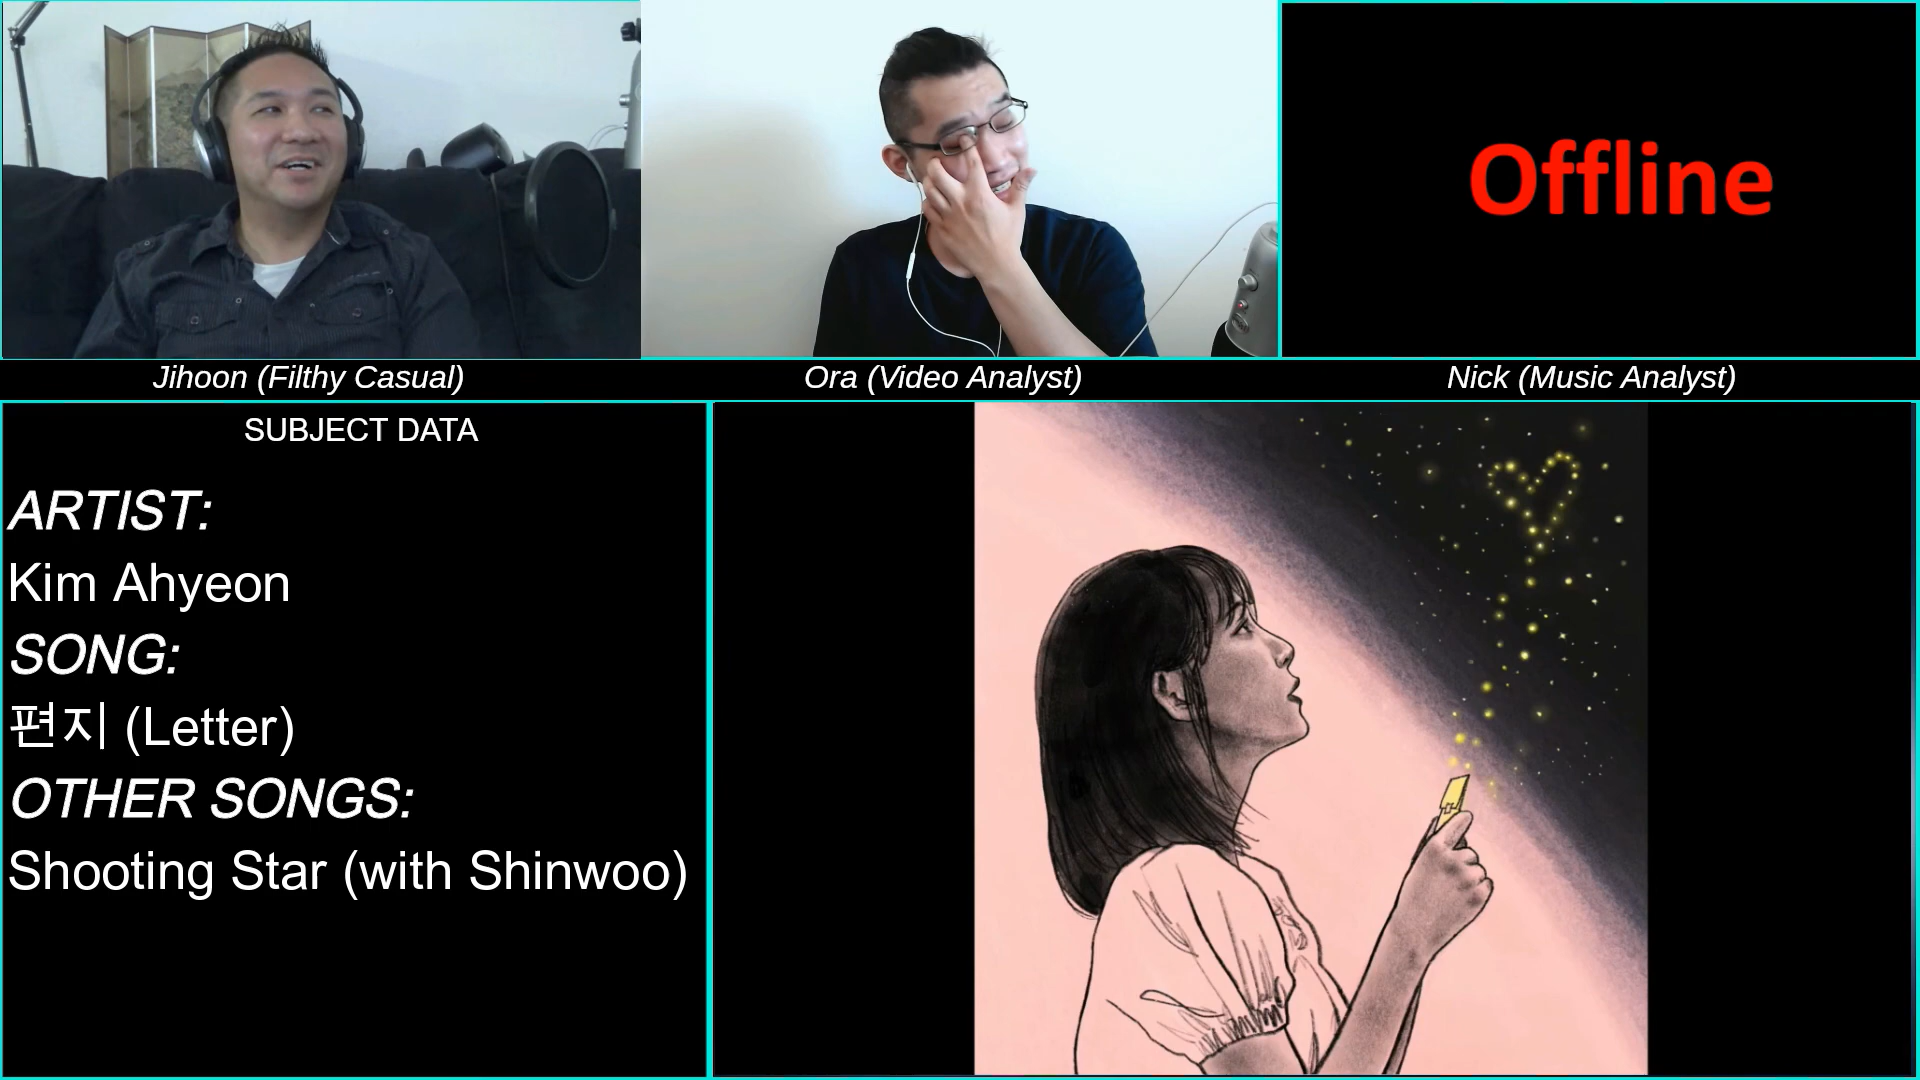 Offline
Jihoon (Filthy Casual)
Ora (Video Analyst)
Nick (Music Analyst)
SUBJECT DATA
ARTIST:
Kim Ahyeon
SONG:
편지 (Letter)
OTHER SONGS:
Shooting Star (with Shinwoo)